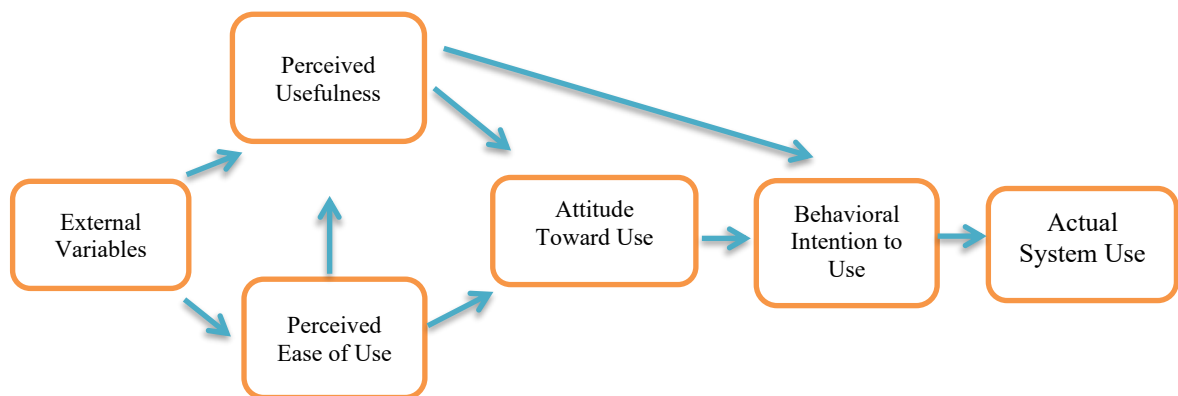 Perceived
Usefulness
External
Variables
Perceived
Ease of Use
Attitude
Toward Use
Behavioral
Intention to
Use
Actual
System Use